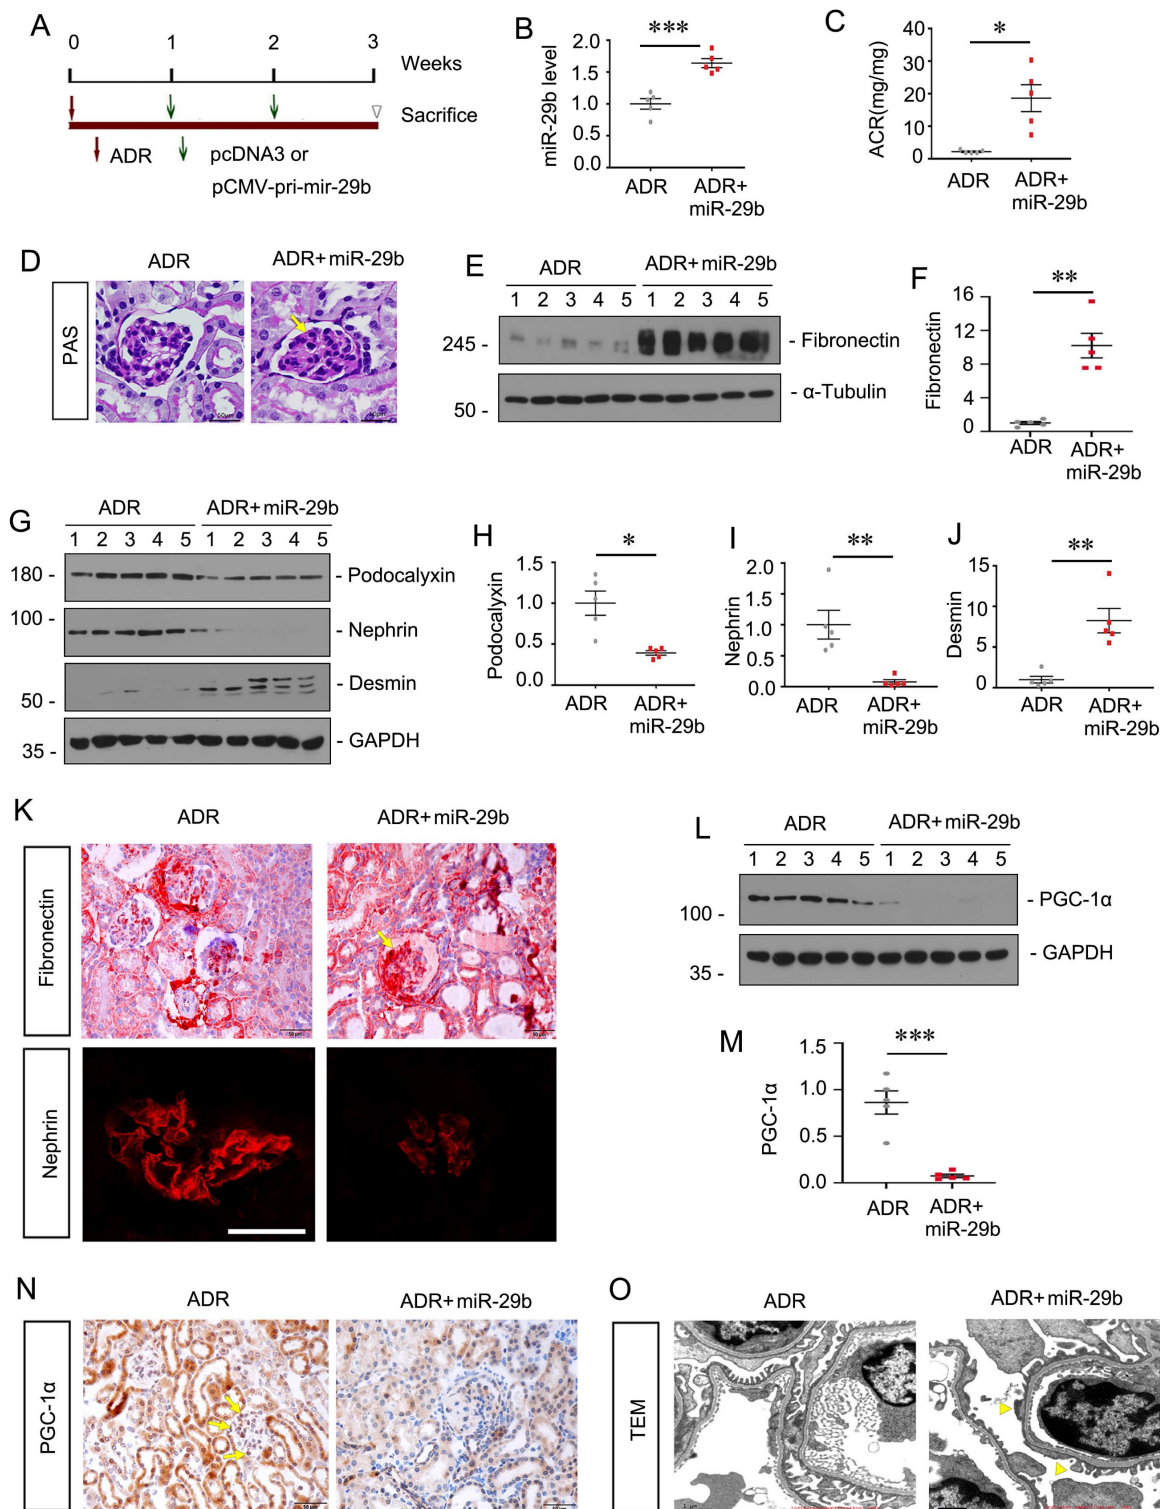 A
0 1 2 3
Weeks
Sacrifice
ADR
pcDNA3 or
pCMV-pri-mir-29b
B
***
miR-29b level
2.0
1.5
1.0
0.5
0.0
ADR
ADR+
miR-29b
C
*
ACR(mg/mg)
40
30
20
10
0
ADR
ADR+
miR-29b
D
ADR
ADR+miR-29b
PAS
50μm
E
ADR
ADR+miR-29b
1 2 3 4 5 1 2 3 4 5
245 -
- Fibronectin
50 -
- α-Tubulin
F
**
Fibronectin
16
12
8
4
0
ADR
ADR+
miR-29b
G
ADR
ADR+miR-29b
1 2 3 4 5 1 2 3 4 5
180 -
- Podocalyxin
100 -
- Nephrin
- Desmin
50 -
- GAPDH
35 -
H
*
Podocalyxin
1.5
1.0
0.5
0.0
ADR
ADR+
miR-29b
I
**
Nephrin
2.0
1.5
1.0
0.5
0.0
ADR
ADR+
miR-29b
J
**
Desmin
15
10
5
0
ADR
ADR+
miR-29b
K
ADR
ADR+miR-29b
Fibronectin
50 μm
Nephrin
L
ADR
ADR+miR-29b
1 2 3 4 5 1 2 3 4 5
- PGC-1α
100 -
- GAPDH
35 -
M
***
PGC-1α
1.5
1.0
0.5
0.0
ADR
ADR+
miR-29b
N
ADR
ADR+miR-29b
PGC-1α
50 μm
O
ADR
ADR+miR-29b
TEM